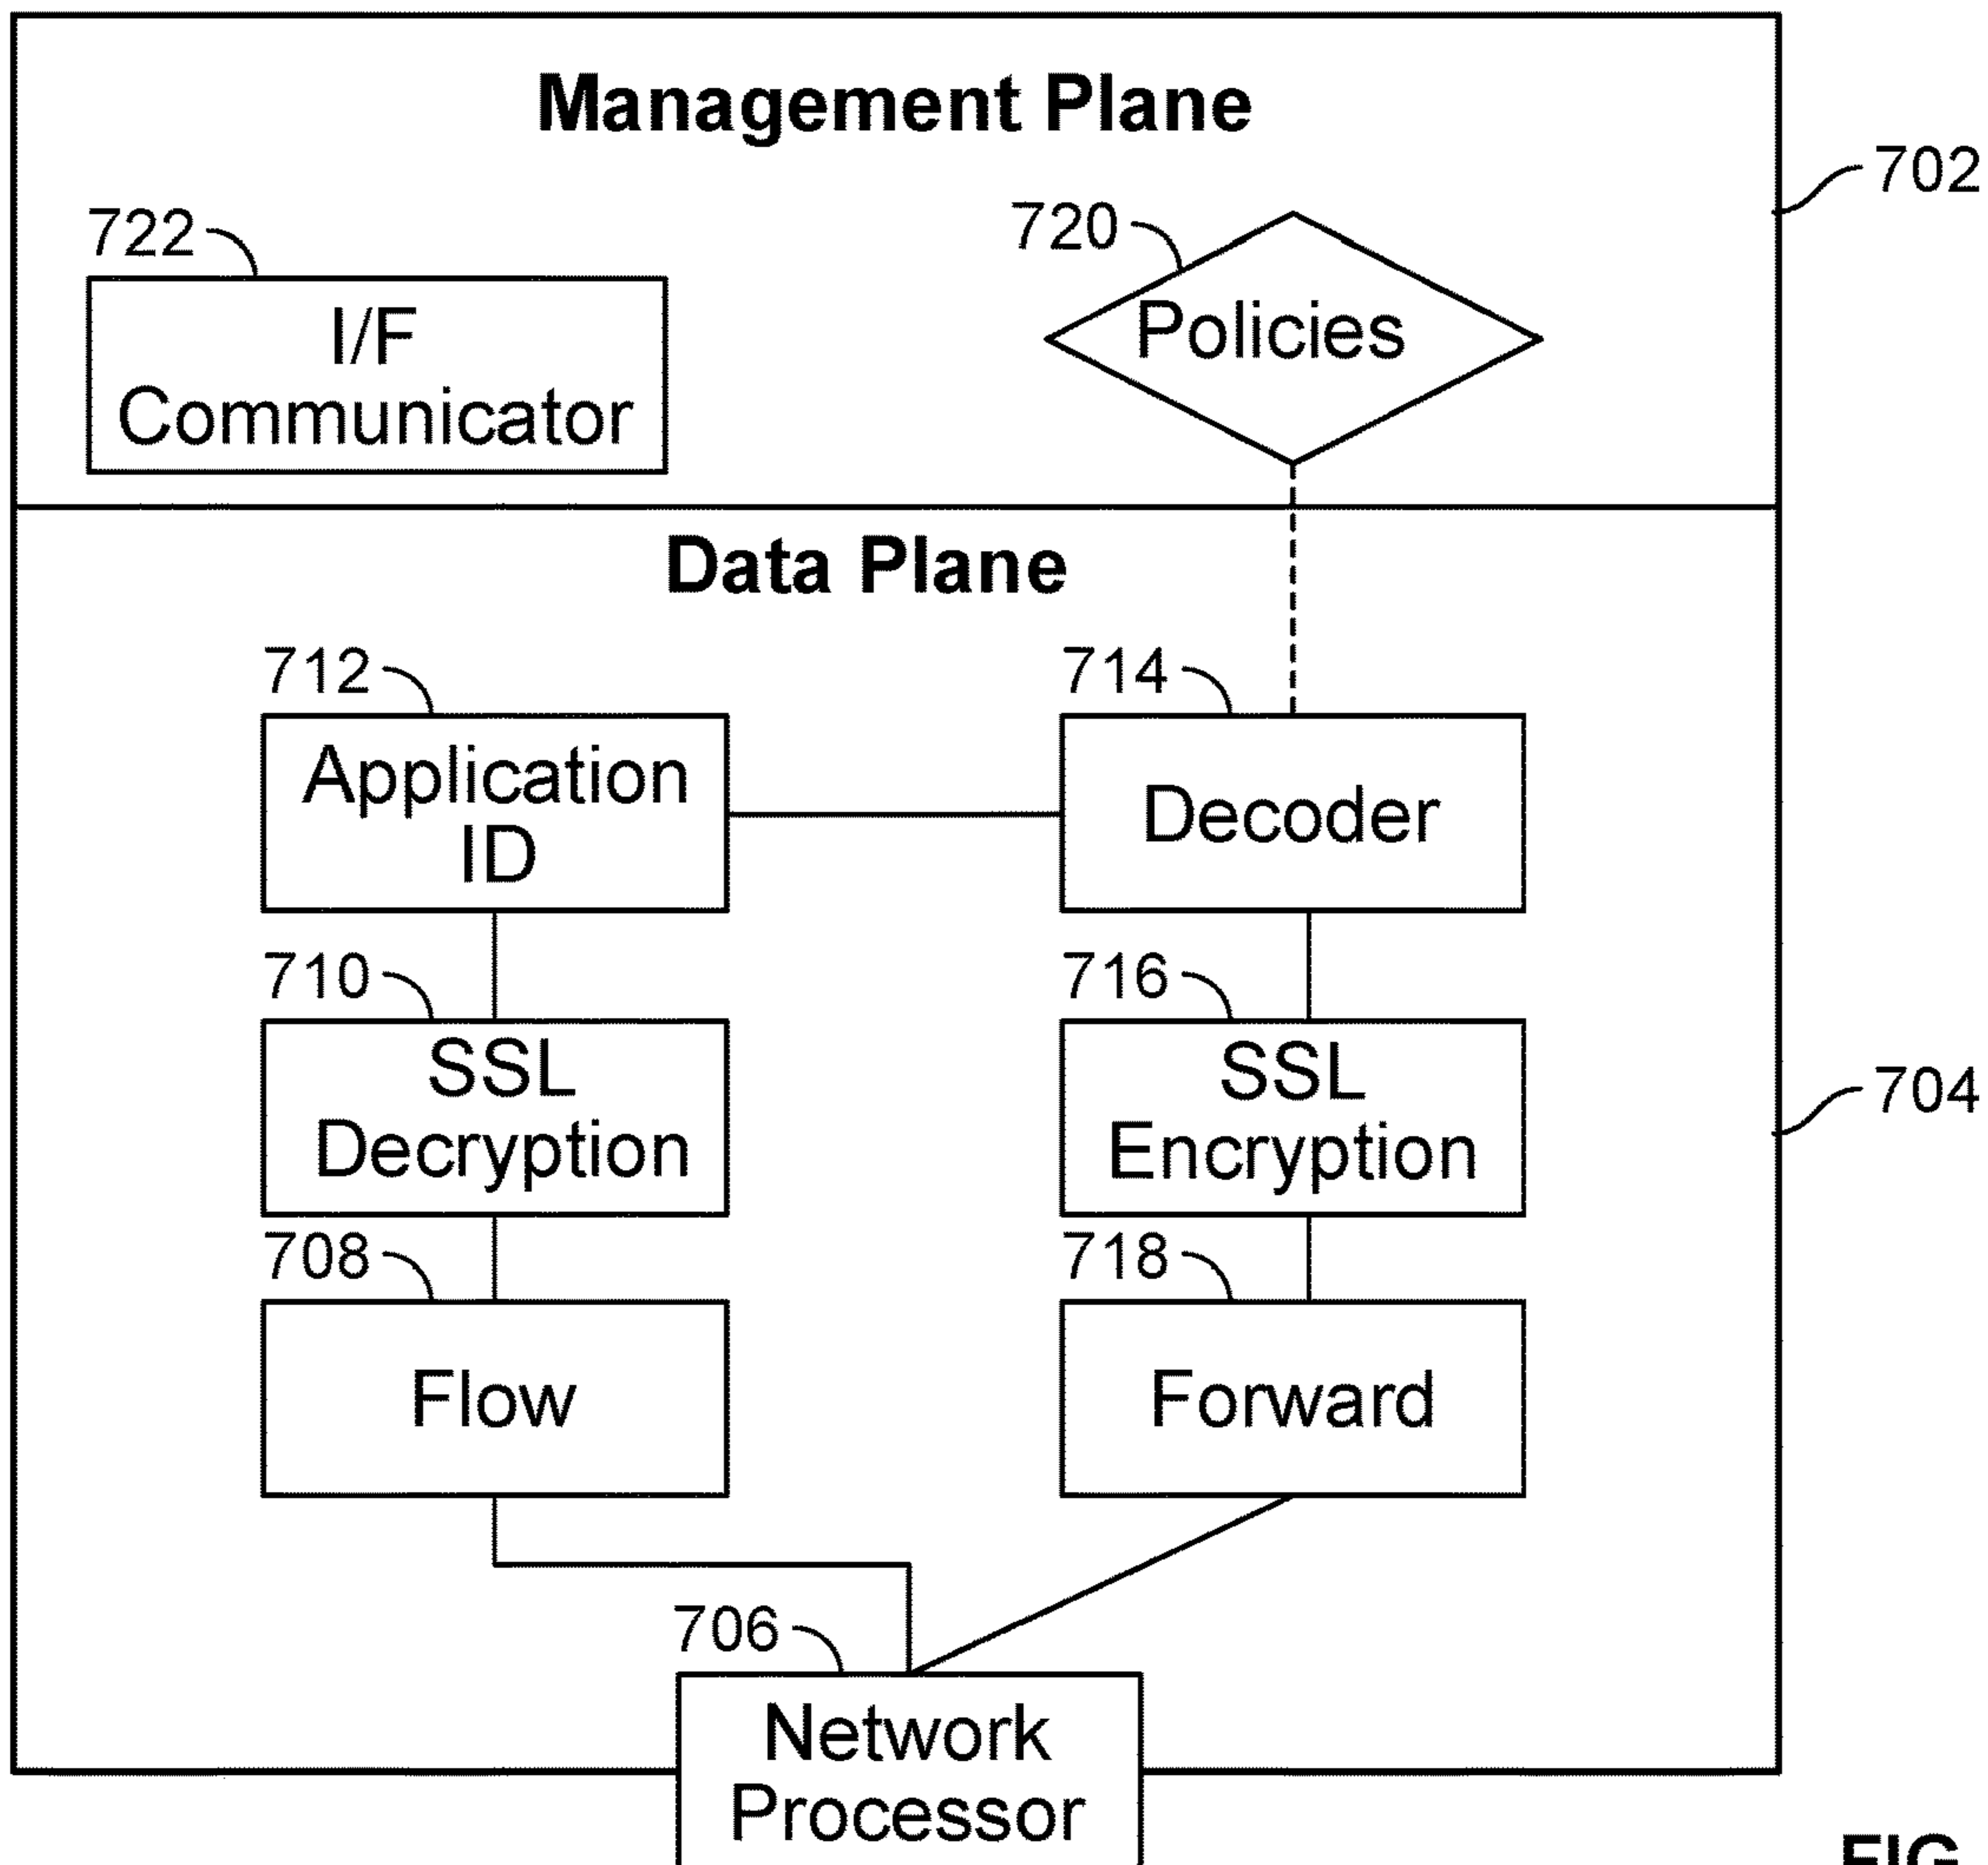 Management Plane
702
722
720
I/F
Communicator
Policies
Data Plane
712
714
Application
ID
Decoder
710
716
SSL
Decryption
SSL
Encryption
704
708
718
Flow
Forward
706
Network
Processor
FIG